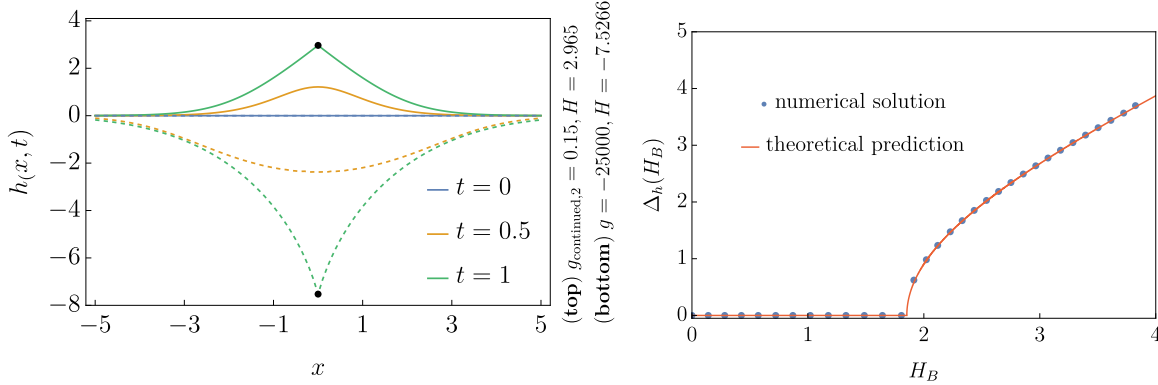 4
2
0
−2
−4
−6
−8
h(x, t)
−5
−3
−1
1
3
5
x
t = 0
t = 0.5
t = 1
(top) g_continued,2 = 0.15, H = 2.965
(bottom) g = −25000, H = −7.5266
5
4
3
2
1
0
Δ_h(H_B)
numerical solution
theoretical prediction
0
1
2
3
4
H_B